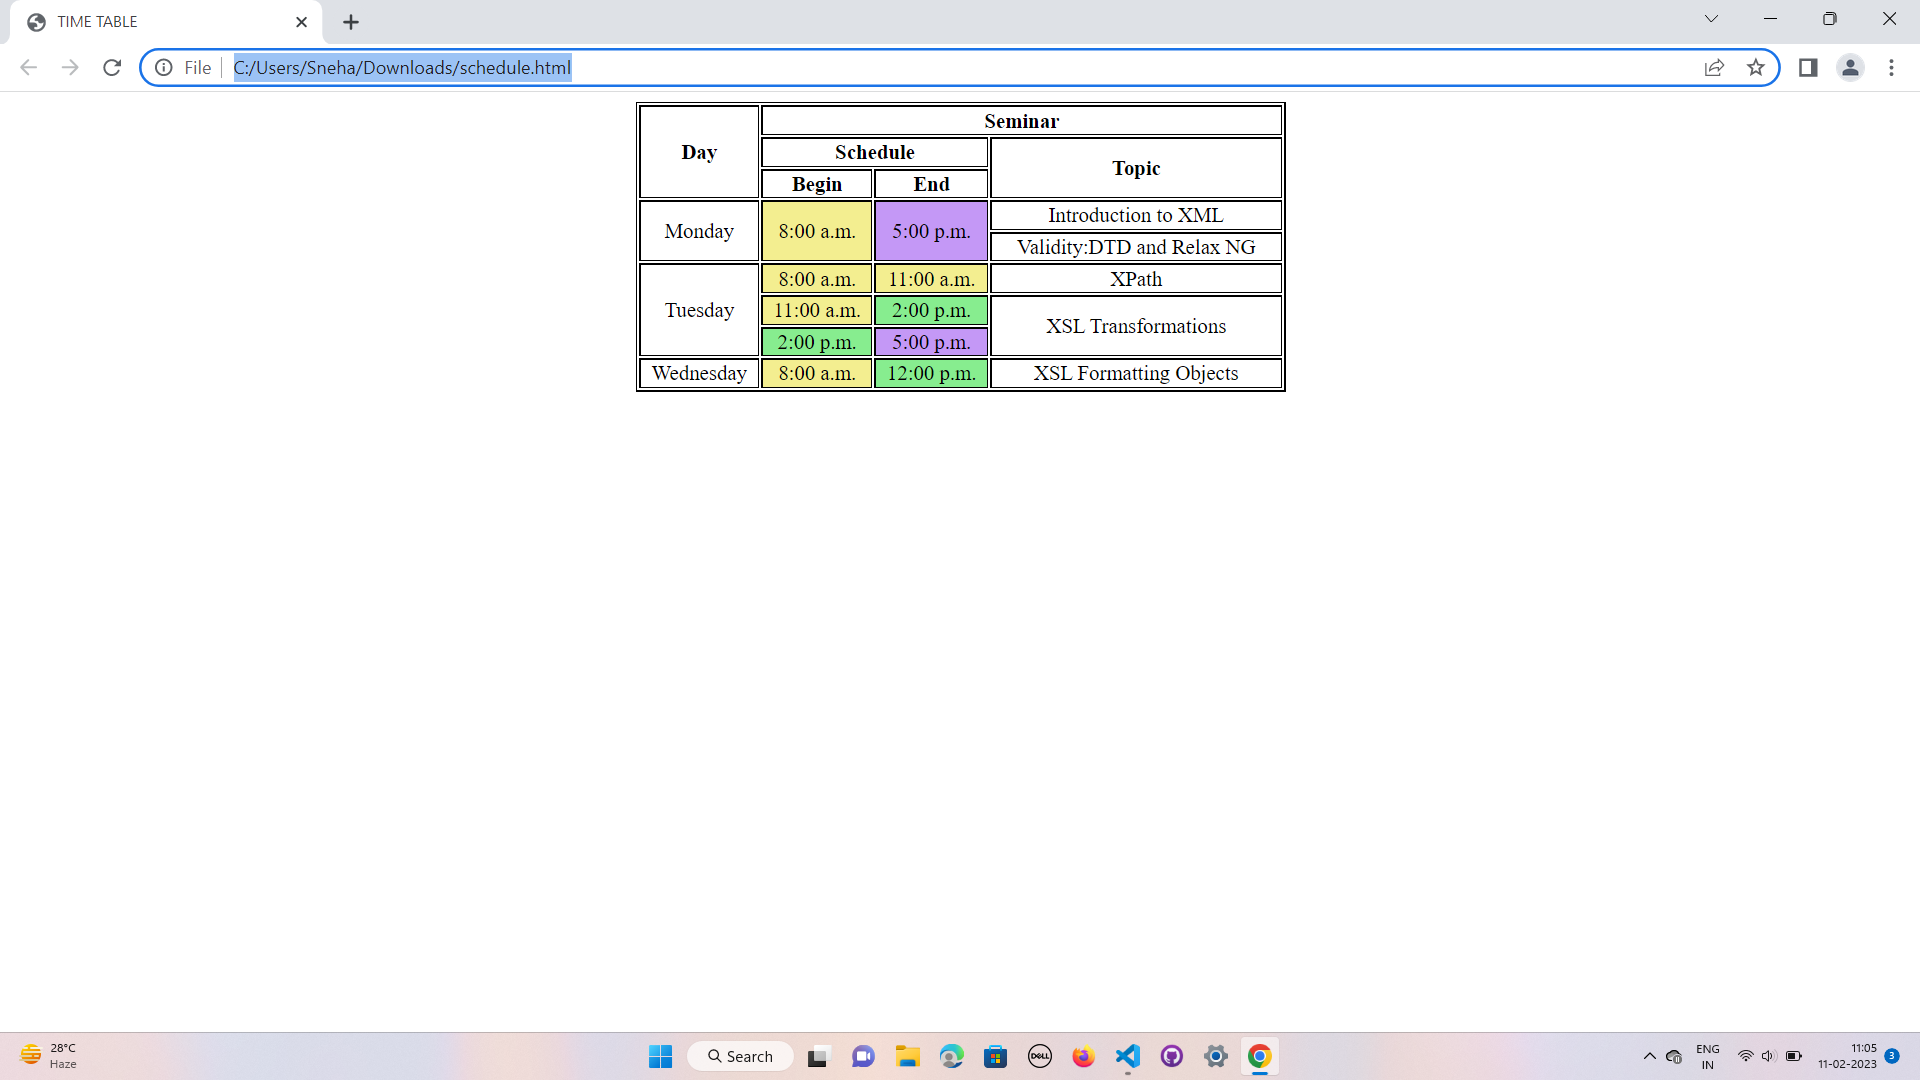 TIME TABLE
File C:/Users/Sneha/Downloads/schedule.html
Day Seminar
Schedule Topic
Begin End
Monday 8:00 a.m. 5:00 p.m. Introduction to XML
Validity:DTD and Relax NG
Tuesday 8:00 a.m. 11:00 a.m. XPath
11:00 a.m. 2:00 p.m. XSL Transformations
2:00 p.m. 5:00 p.m.
Wednesday 8:00 a.m. 12:00 p.m. XSL Formatting Objects
28°C
Haze
Search
DELL
ENG
IN
11:05
11-02-2023
3